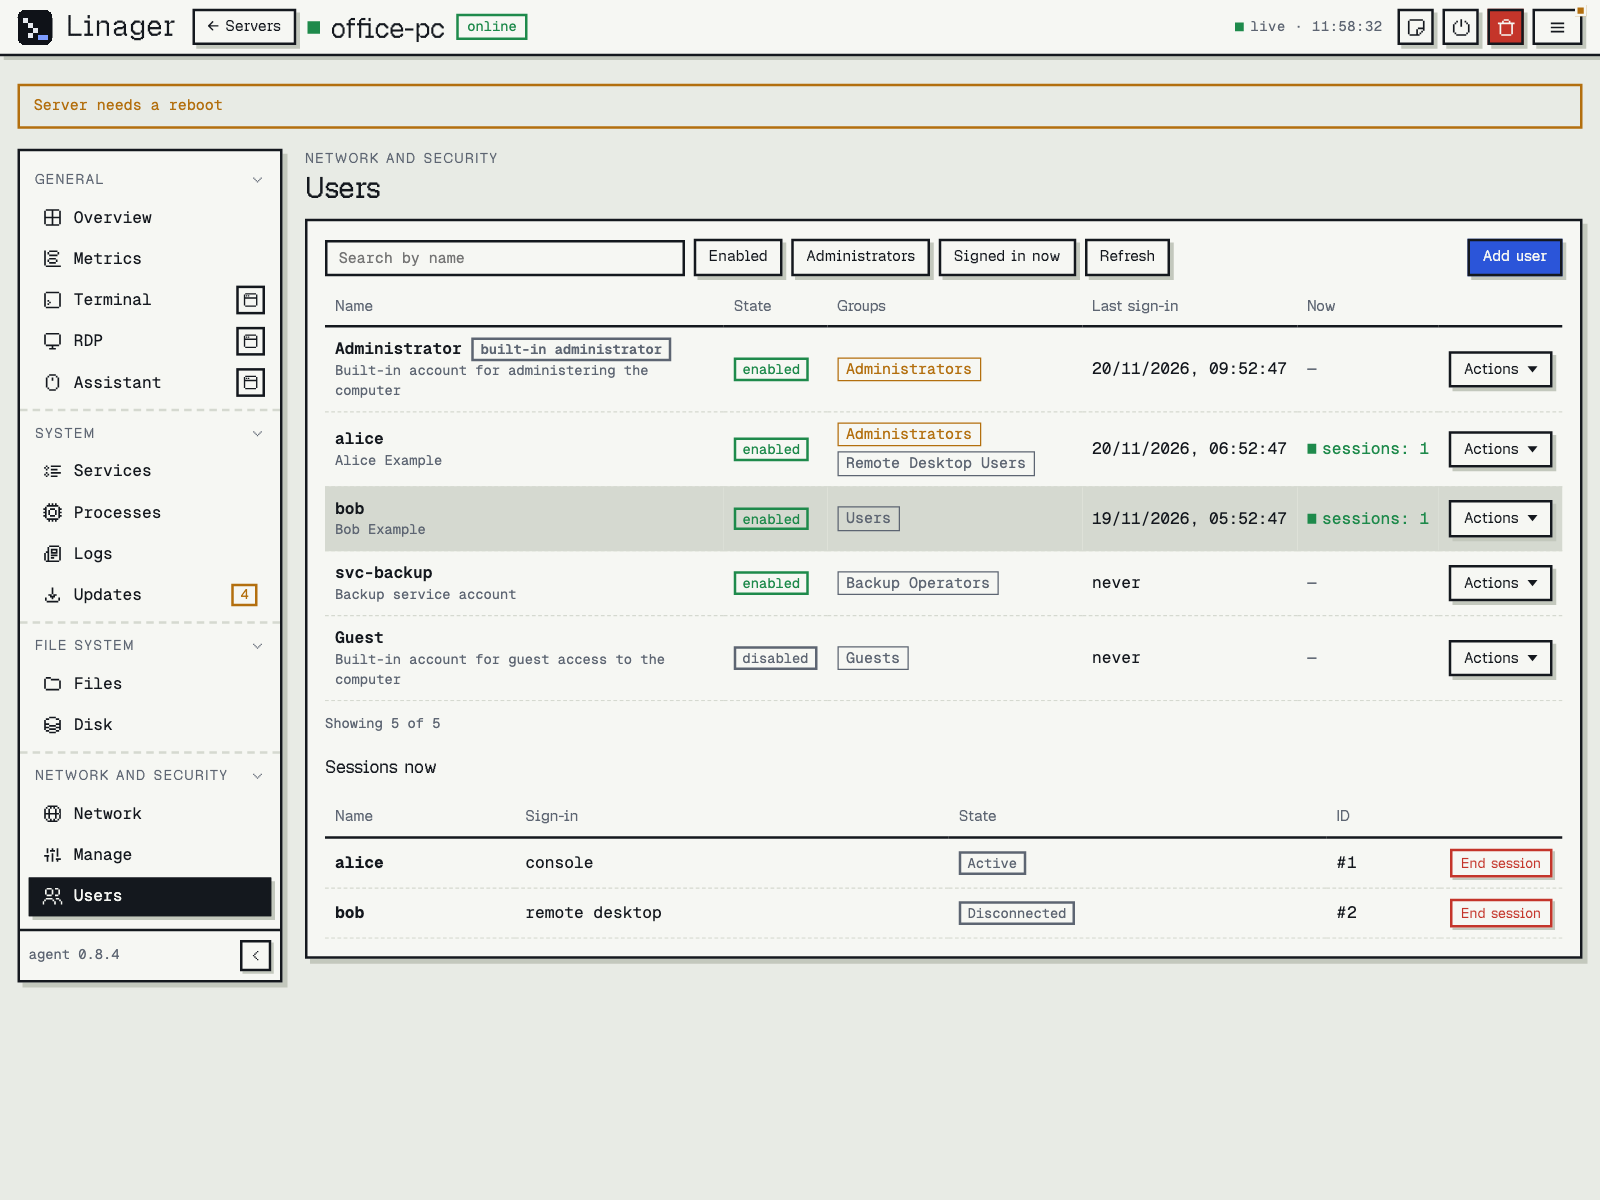 Linager
← Servers
office-pc
online
live · 11:58:32
Server needs a reboot
GENERAL
Overview
Metrics
Terminal
RDP
Assistant
SYSTEM
Services
Processes
Logs
Updates
4
FILE SYSTEM
Files
Disk
NETWORK AND SECURITY
Network
Manage
Users
agent 0.8.4
NETWORK AND SECURITY
Users
Search by name
Enabled
Administrators
Signed in now
Refresh
Add user
Name State Groups Last sign-in Now
Administrator built-in administrator
Built-in account for administering the
computer
enabled
Administrators
20/11/2026, 09:52:47
—
Actions
alice
Alice Example
enabled
Administrators
Remote Desktop Users
20/11/2026, 06:52:47
sessions: 1
Actions
bob
Bob Example
enabled
Users
19/11/2026, 05:52:47
sessions: 1
Actions
svc-backup
Backup service account
enabled
Backup Operators
never
—
Actions
Guest
Built-in account for guest access to the
computer
disabled
Guests
never
—
Actions
Showing 5 of 5
Sessions now
Name Sign-in State ID
alice console Active #1 End session
bob remote desktop Disconnected #2 End session